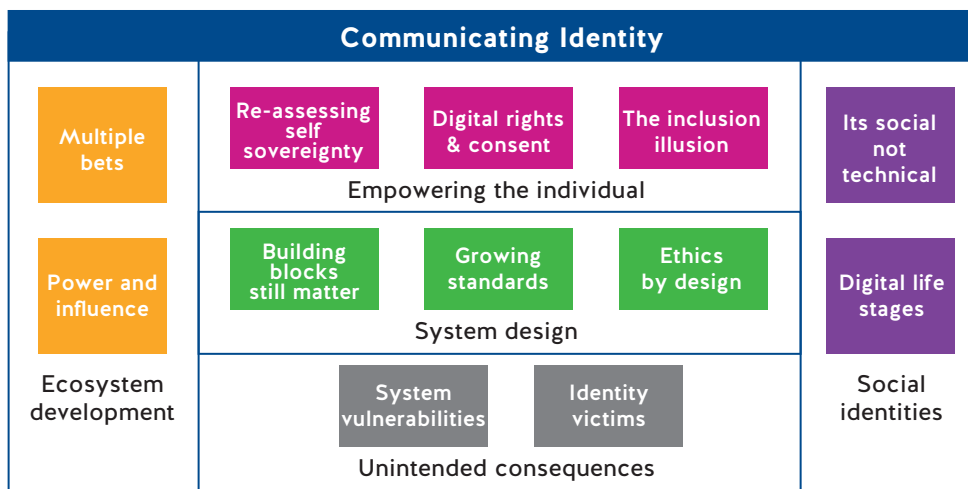 Communicating Identity
Multiple
bets
Power and
influence
Ecosystem
development
Re-assessing
self
sovereignty
Digital rights
& consent
The inclusion
illusion
Empowering the individual
Building
blocks
still matter
Growing
standards
Ethics
by design
System design
System
vulnerabilities
Identity
victims
Unintended consequences
Its social
not
technical
Digital life
stages
Social
identities